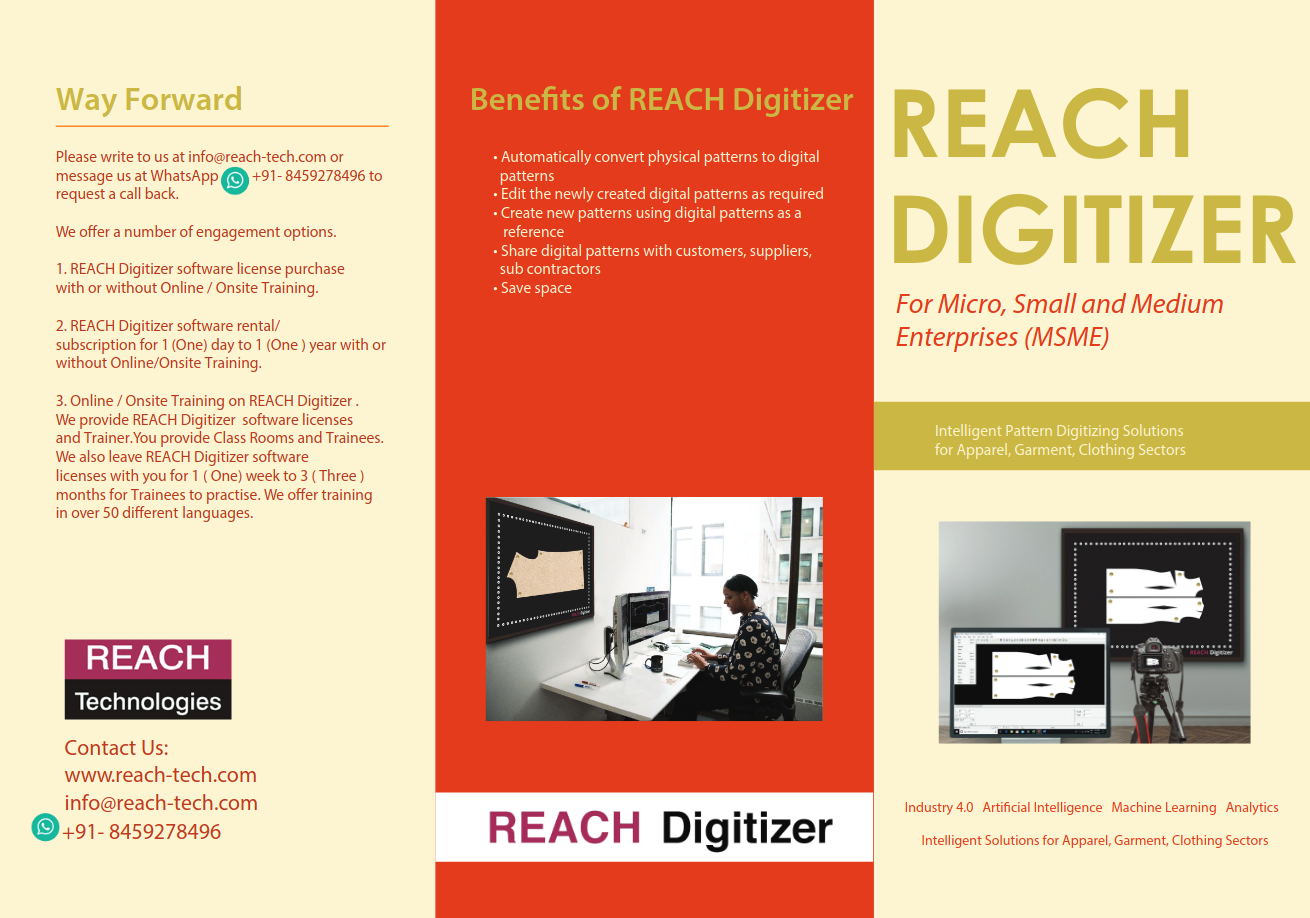 Way Forward
Please write to us at info@reach-tech.com or
message us at WhatsApp +91- 8459278496 to
request a call back.
We offer a number of engagement options.
1. REACH Digitizer software license purchase
with or without Online / Onsite Training.
2. REACH Digitizer software rental/
subscription for 1 (One) day to 1 (One ) year with or
without Online/Onsite Training.
3. Online / Onsite Training on REACH Digitizer .
We provide REACH Digitizer  software licenses
and Trainer.You provide Class Rooms and Trainees.
We also leave REACH Digitizer software
licenses with you for 1 ( One) week to 3 ( Three )
months for Trainees to practise. We offer training
in over 50 different languages.
REACH
Technologies
Contact Us:
www.reach-tech.com
info@reach-tech.com
+91- 8459278496
Benefits of REACH Digitizer
• Automatically convert physical patterns to digital
patterns
• Edit the newly created digital patterns as required
• Create new patterns using digital patterns as a
reference
• Share digital patterns with customers, suppliers,
sub contractors
• Save space
REACH Digitizer
REACH Digitizer
REACH
DIGITIZER
For Micro, Small and Medium
Enterprises (MSME)
Intelligent Pattern Digitizing Solutions
for Apparel, Garment, Clothing Sectors
REACH Digitizer
Industry 4.0   Artificial Intelligence   Machine Learning   Analytics
Intelligent Solutions for Apparel, Garment, Clothing Sectors